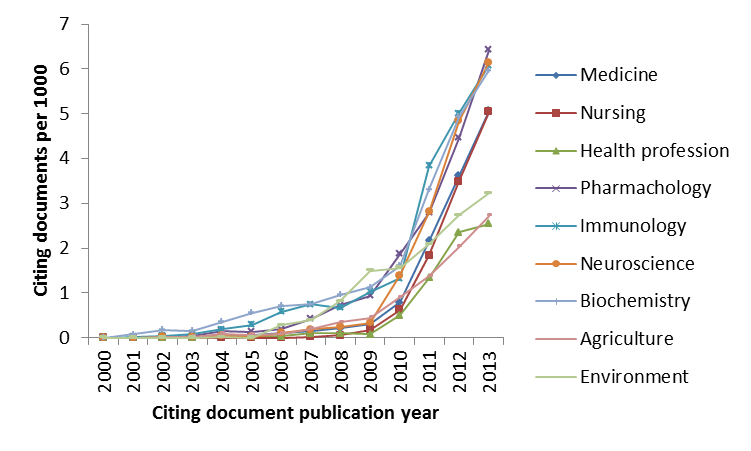 7
6
5
4
3
2
1
0
Citing documents per 1000
2000 2001 2002 2003 2004 2005 2006 2007 2008 2009 2010 2011 2012 2013
Citing document publication year
Medicine
Nursing
Health profession
Pharmachology
Immunology
Neuroscience
Biochemistry
Agriculture
Environment